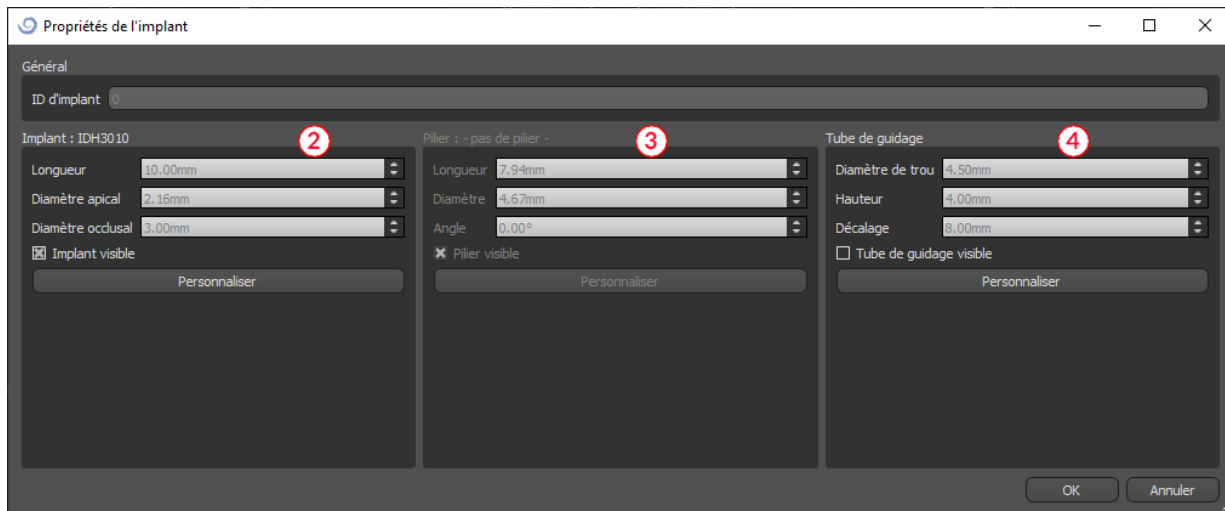 Propriétés de l'implant
Général
ID d'implant 0
Implant : IDH3010 2
Longueur 10.00mm
Diamètre apical 2.16mm
Diamètre occlusal 3.00mm
Implant visible
Personnaliser
Pilier : - pas de pilier - 3
Longueur 7.94mm
Diamètre 4.67mm
Angle 0.00°
Pilier visible
Personnaliser
Tube de guidage 4
Diamètre de trou 4.50mm
Hauteur 4.00mm
Décalage 8.00mm
Tube de guidage visible
Personnaliser
OK Annuler